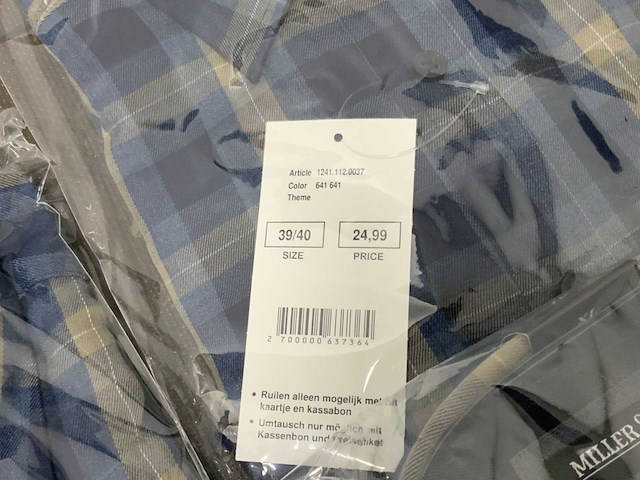 Article 1241.112.0037
Color 641 641
Theme
39/40 24,99
SIZE PRICE
2 700000 637364
• Ruilen alleen mogelijk met dit
kaartje en kassabon
• Umtausch nur möglich mit
Kassenbon und
MILLER